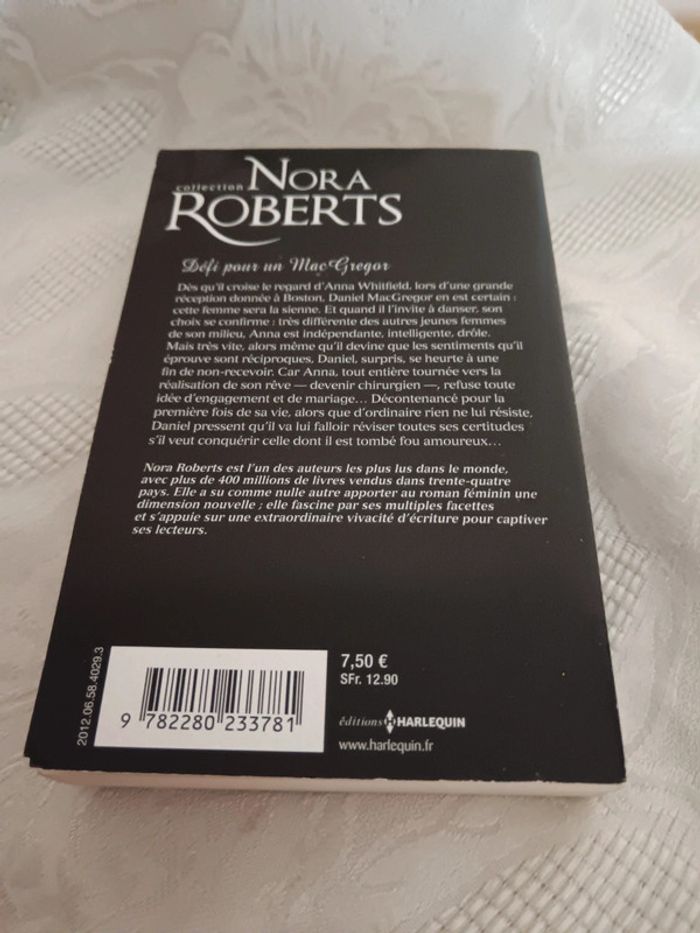 collection NORA
ROBERTS
Défi pour un MacGregor
Dès qu'il croise le regard d'Anna Whitfield, lors d'une grande
réception donnée à Boston, Daniel MacGregor en est certain :
cette femme sera la sienne. Et quand il l'invite à danser, son
choix se confirme : très différente des autres jeunes femmes
de son milieu, Anna est indépendante, intelligente, drôle.
Mais très vite, alors même qu'il devine que les sentiments qu'il
éprouve sont réciproques, Daniel, surpris, se heurte à une
fin de non-recevoir. Car Anna, tout entière tournée vers la
réalisation de son rêve — devenir chirurgien —, refuse toute
idée d'engagement et de mariage… Décontenancé pour la
première fois de sa vie, alors que d'ordinaire rien ne lui résiste,
Daniel pressent qu'il va lui falloir réviser toutes ses certitudes
s'il veut conquérir celle dont il est tombé fou amoureux…
Nora Roberts est l'un des auteurs les plus lus dans le monde,
avec plus de 400 millions de livres vendus dans trente-quatre
pays. Elle a su comme nulle autre apporter au roman féminin une
dimension nouvelle ; elle fascine par ses multiples facettes
et s'appuie sur une extraordinaire vivacité d'écriture pour captiver
ses lecteurs.
2012.06.58.4029.3
9 782280 233781
7,50 €
SFr. 12.90
éditions HARLEQUIN
www.harlequin.fr